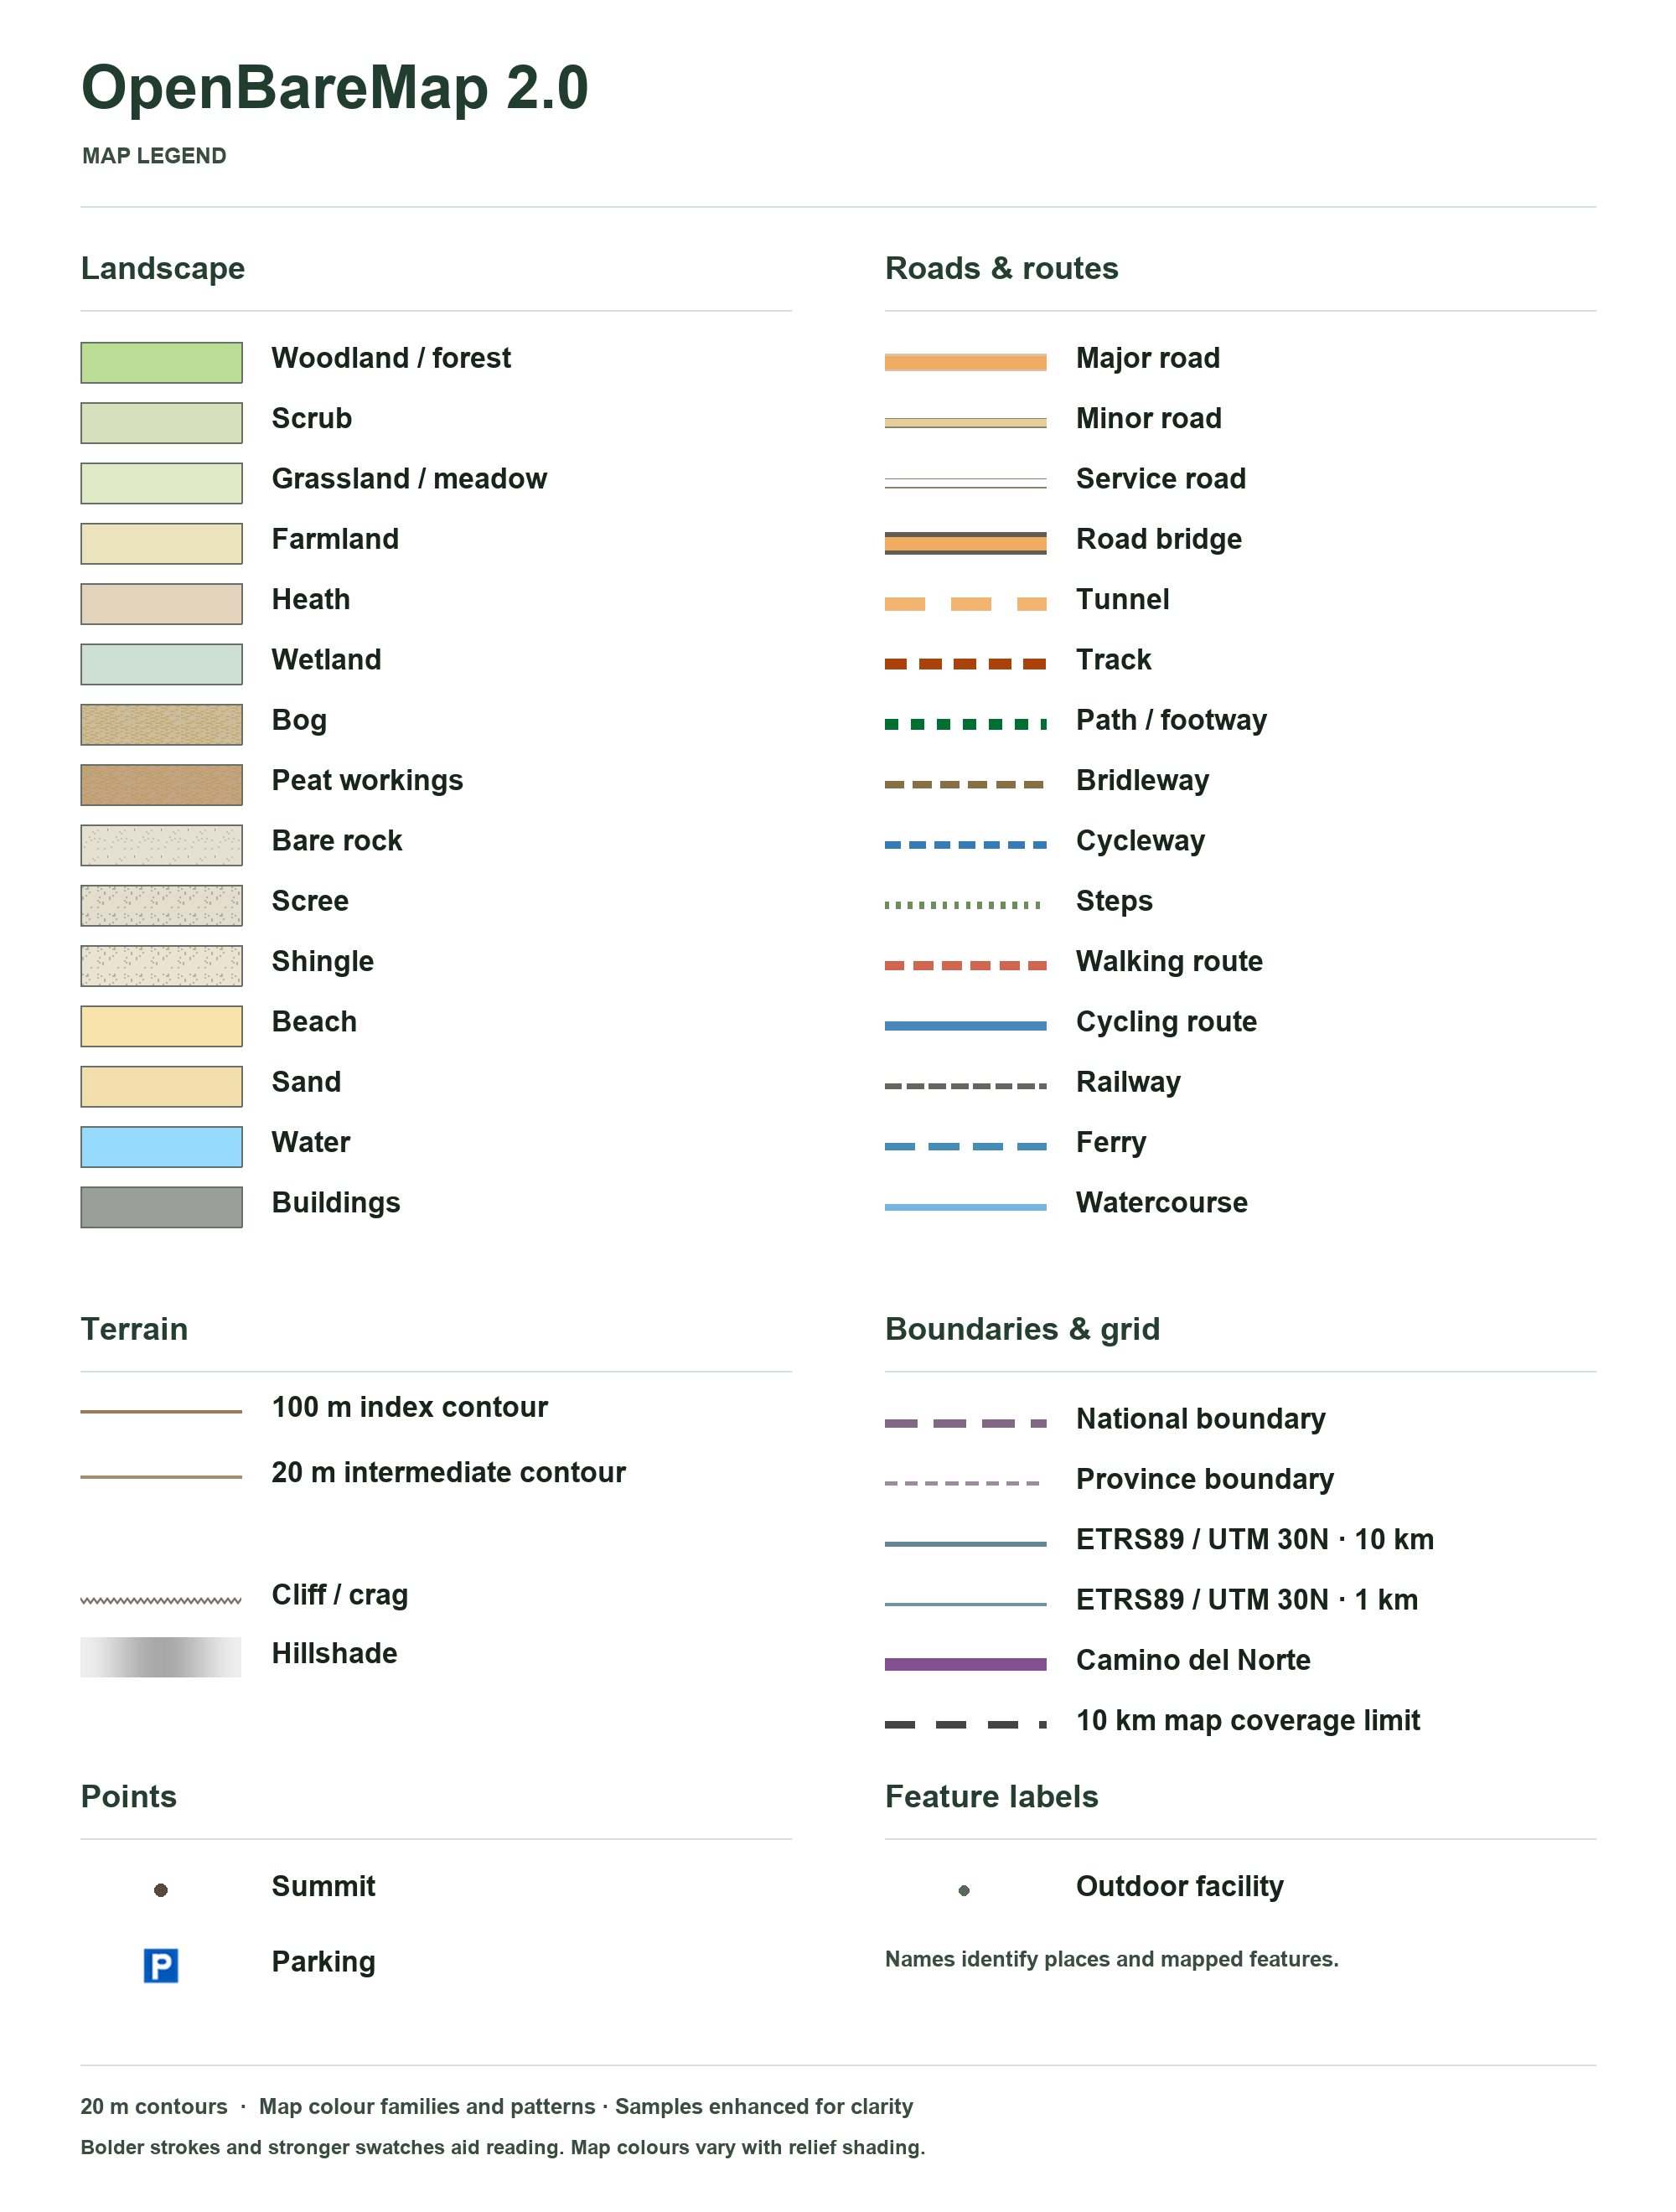 OpenBareMap 2.0
MAP LEGEND
Landscape
Woodland / forest
Scrub
Grassland / meadow
Farmland
Heath
Wetland
Bog
Peat workings
Bare rock
Scree
Shingle
Beach
Sand
Water
Buildings
Roads & routes
Major road
Minor road
Service road
Road bridge
Tunnel
Track
Path / footway
Bridleway
Cycleway
Steps
Walking route
Cycling route
Railway
Ferry
Watercourse
Terrain
100 m index contour
20 m intermediate contour
Cliff / crag
Hillshade
Boundaries & grid
National boundary
Province boundary
ETRS89 / UTM 30N · 10 km
ETRS89 / UTM 30N · 1 km
Camino del Norte
10 km map coverage limit
Points
Summit
P Parking
Feature labels
Outdoor facility
Names identify places and mapped features.
20 m contours · Map colour families and patterns · Samples enhanced for clarity
Bolder strokes and stronger swatches aid reading. Map colours vary with relief shading.